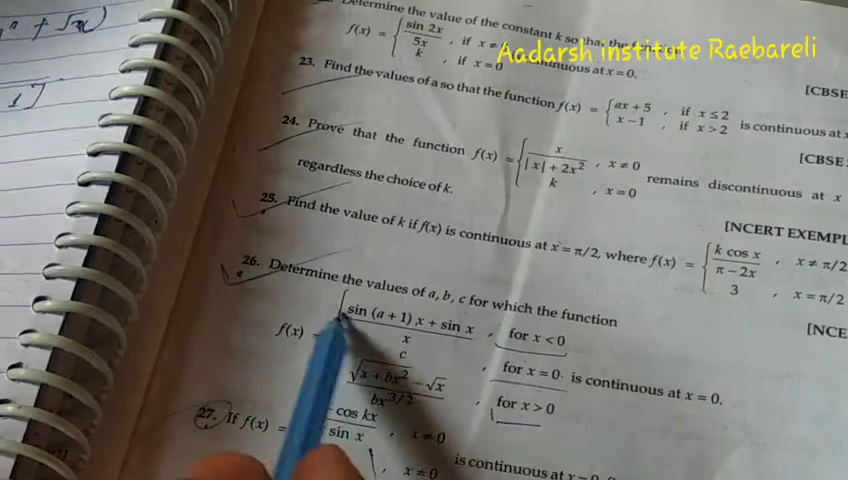 ⁿ + √x)
Determine the value of the constant k so that the function
f(x) = { sin 2x / 5x , if x ≠ 0
k , if x = 0 continuous at x = 0.
Aadarsh institute Raebareli
[CBSE
23. Find the values of a so that the function f(x) = { ax + 5 , if x ≤ 2
x − 1 , if x > 2 is continuous at x
[CBSE
24. Prove that the function f(x) = { x / |x| + 2x² , x ≠ 0
k , x = 0 remains discontinuous at x
regardless the choice of k.
[NCERT EXEMPL
25. Find the value of k if f(x) is continuous at x = π/2, where f(x) = { k cos x / π − 2x , x ≠ π/2
3 , x = π/2
[NCE
26. Determine the values of a, b, c for which the function
f(x) = { sin (a + 1) x + sin x / x , for x < 0
c , for x = 0 is continuous at x = 0.
√x + bx² − √x / bx^3/2 , for x > 0
27. If f(x) = − cos kx / sin x , x ≠ 0
, x = 0 is continuous at x = 0